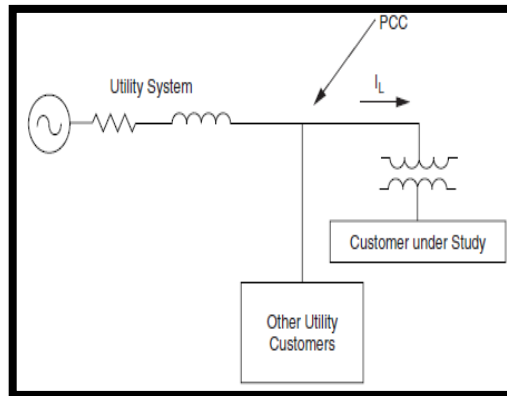 PCC
Utility System
I_L
Customer under Study
Other Utility
Customers